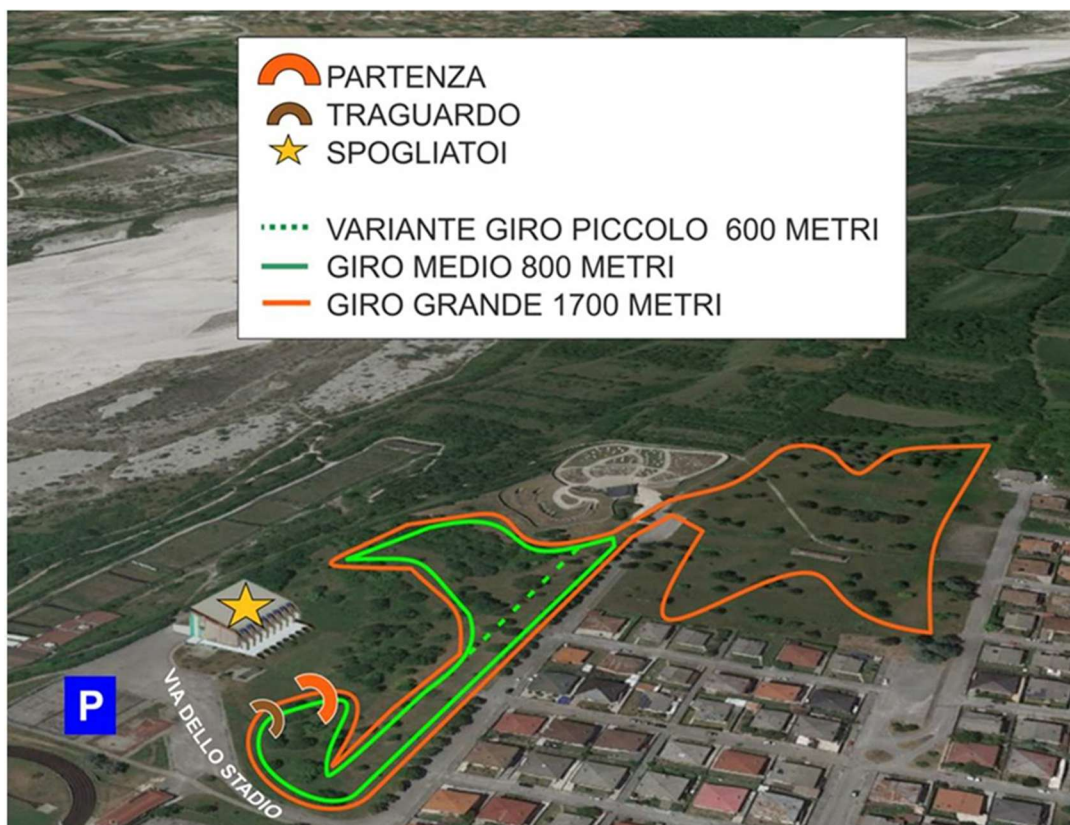 PARTENZA
TRAGUARDO
SPOGLIATOI
VARIANTE GIRO PICCOLO 600 METRI
GIRO MEDIO 800 METRI
GIRO GRANDE 1700 METRI
P
VIA DELLO STADIO